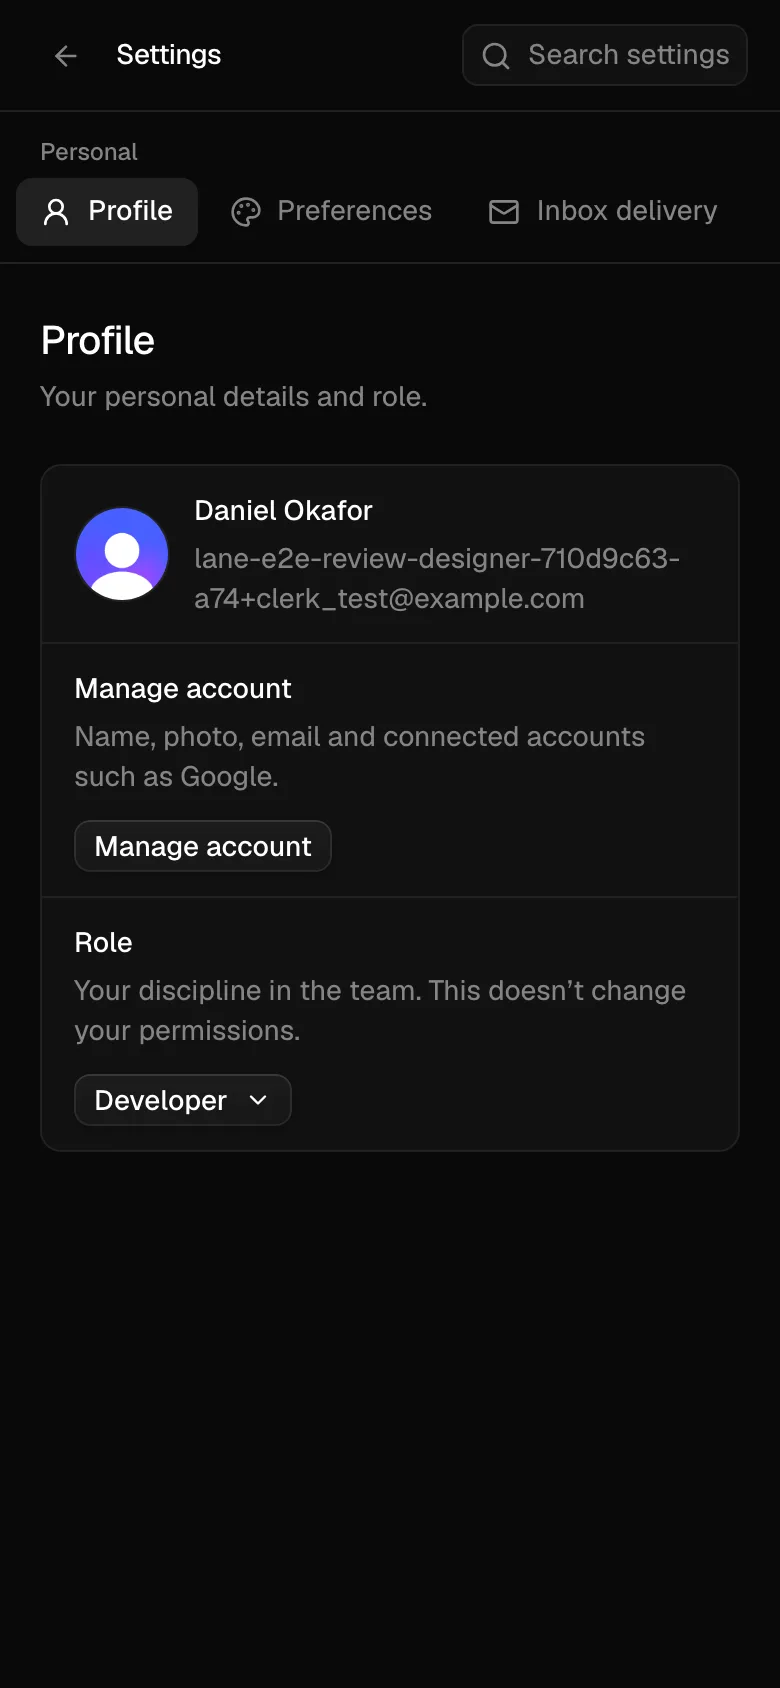 Settings
Search settings
Personal
Profile
Preferences
Inbox delivery
Profile
Your personal details and role.
Daniel Okafor
lane-e2e-review-designer-710d9c63-
a74+clerk_test@example.com
Manage account
Name, photo, email and connected accounts
such as Google.
Manage account
Role
Your discipline in the team. This doesn’t change
your permissions.
Developer